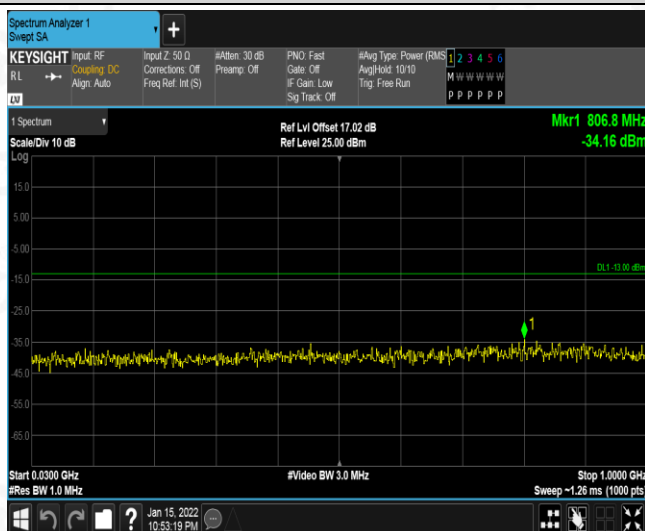 Spectrum Analyzer 1
Swept SA
+
KEYSIGHT
RL
LXI
Input: RF
Coupling: DC
Align: Auto
Input Z: 50 Ω
Corrections: Off
Freq Ref: Int (S)
#Atten: 30 dB
Preamp: Off
PNO: Fast
Gate: Off
IF Gain: Low
Sig Track: Off
#Avg Type: Power (RMS
Avg|Hold: 10/10
Trig: Free Run
1 2 3 4 5 6
M W W W W W
P P P P P P
1 Spectrum
Scale/Div 10 dB
Log
Ref Lvl Offset 17.02 dB
Ref Level 25.00 dBm
Mkr1 806.8 MHz
-34.16 dBm
15.0
5.00
-5.00
-15.0
-25.0
-35.0
-45.0
-55.0
-65.0
DL1 -13.00 dBm
1
Start 0.0300 GHz
#Res BW 1.0 MHz
#Video BW 3.0 MHz
Stop 1.0000 GHz
Sweep ~1.26 ms (1000 pts)
?
Jan 15, 2022
10:53:19 PM